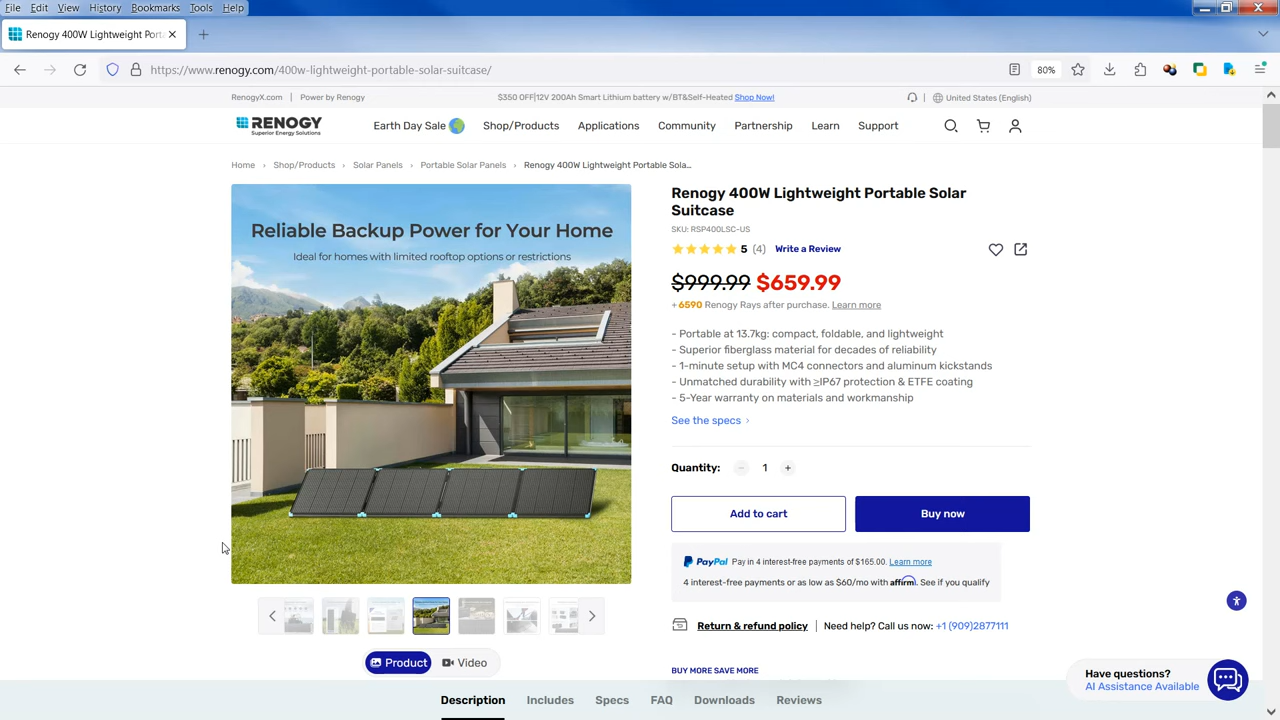 File Edit View History Bookmarks Tools Help
Renogy 400W Lightweight Port
https://www.renogy.com/400w-lightweight-portable-solar-suitcase/
80%
RenogyX.com | Power by Renogy
$350 OFF|12V 200Ah Smart Lithium battery w/BT&Self-Heated Shop Now!
United States (English)
RENOGY
Superior Energy Solutions
Earth Day Sale Shop/Products Applications Community Partnership Learn Support
Home › Shop/Products › Solar Panels › Portable Solar Panels › Renogy 400W Lightweight Portable Sola...
Reliable Backup Power for Your Home
Ideal for homes with limited rooftop options or restrictions
Product Video
Renogy 400W Lightweight Portable Solar
Suitcase
SKU: RSP400LSC-US
5 (4) Write a Review
$999.99 $659.99
+6590 Renogy Rays after purchase. Learn more
- Portable at 13.7kg: compact, foldable, and lightweight
- Superior fiberglass material for decades of reliability
- 1-minute setup with MC4 connectors and aluminum kickstands
- Unmatched durability with ≥IP67 protection & ETFE coating
- 5-Year warranty on materials and workmanship
See the specs ›
Quantity: − 1 +
Add to cart Buy now
PayPal Pay in 4 interest-free payments of $165.00. Learn more
4 interest-free payments or as low as $60/mo with affirm. See if you qualify
Return & refund policy | Need help? Call us now: +1 (909)2877111
BUY MORE SAVE MORE
Have questions?
AI Assistance Available
Description Includes Specs FAQ Downloads Reviews